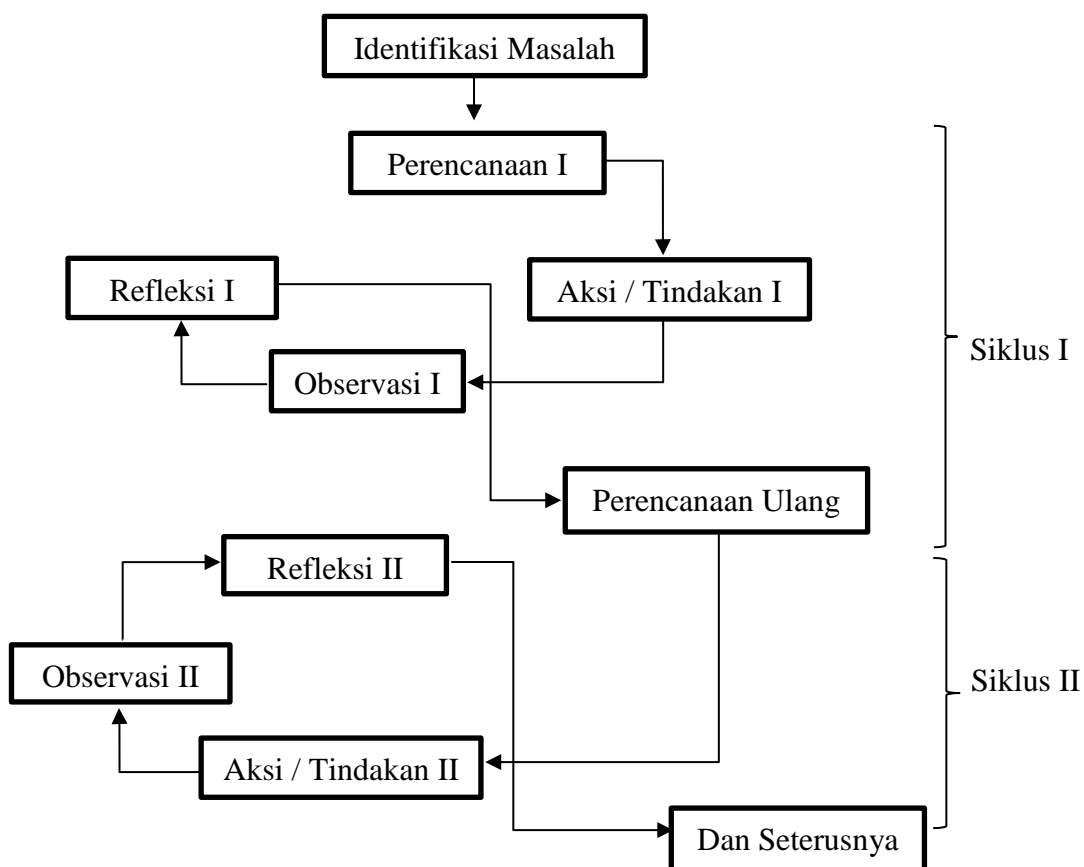 Identifikasi Masalah
Perencanaan I
Refleksi I
Aksi / Tindakan I
Siklus I
Observasi I
Perencanaan Ulang
Refleksi II
Observasi II
Siklus II
Aksi / Tindakan II
Dan Seterusnya